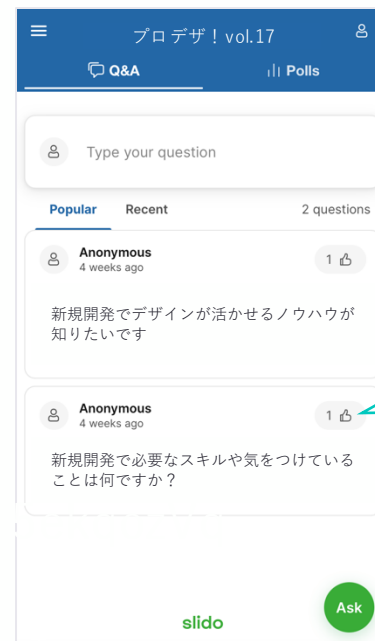 プロデザ！vol.17
Q&A
Polls
Type your question
Popular Recent 2 questions
Anonymous
4 weeks ago
1
新規開発でデザインが活かせるノウハウが
知りたいです
Anonymous
4 weeks ago
1
新規開発で必要なスキルや気をつけている
ことは何ですか？
slido
Ask